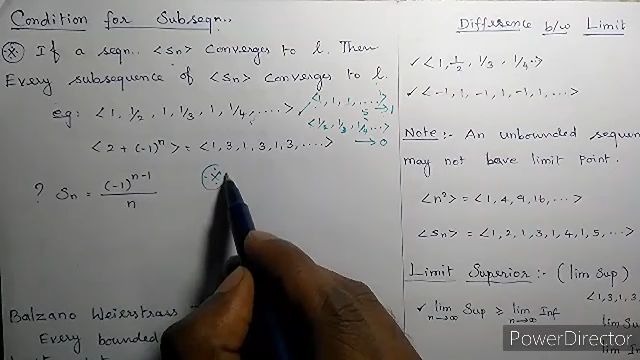 Condition for Subseqn..
※ If a seqn.. <Sn> Converges to l. Then
Every subsequence of <Sn> Converges to l.
eg: <1, 1/2, 1, 1/3, 1, 1/4, ....> ✓ <1, 1, 1, ....> → 1
<1/2, 1/3, 1/4, ...> → 0
<2 + (-1)^n> = <1, 3, 1, 3, 1, 3, ....>
? Sn = (-1)^(n-1) / n ※
Balzano Weierstrass
Every bounded
Difference b/w Limit
✓ <1, 1/2, 1/3, 1/4..>
✓ <-1, 1, -1, 1, -1, 1, ...>
Note:- An unbounded sequen
may not have limit point.
<n²> = <1, 4, 9, 16, ...>
<Sn> = <1, 2, 1, 3, 1, 4, 1, 5, ...>
Limit Superior:- (lim Sup)
✓ lim n→∞ Sup ≥ lim n→∞ Inf
<1, 3, 1, 3,
lim Su
lim In
PowerDirector